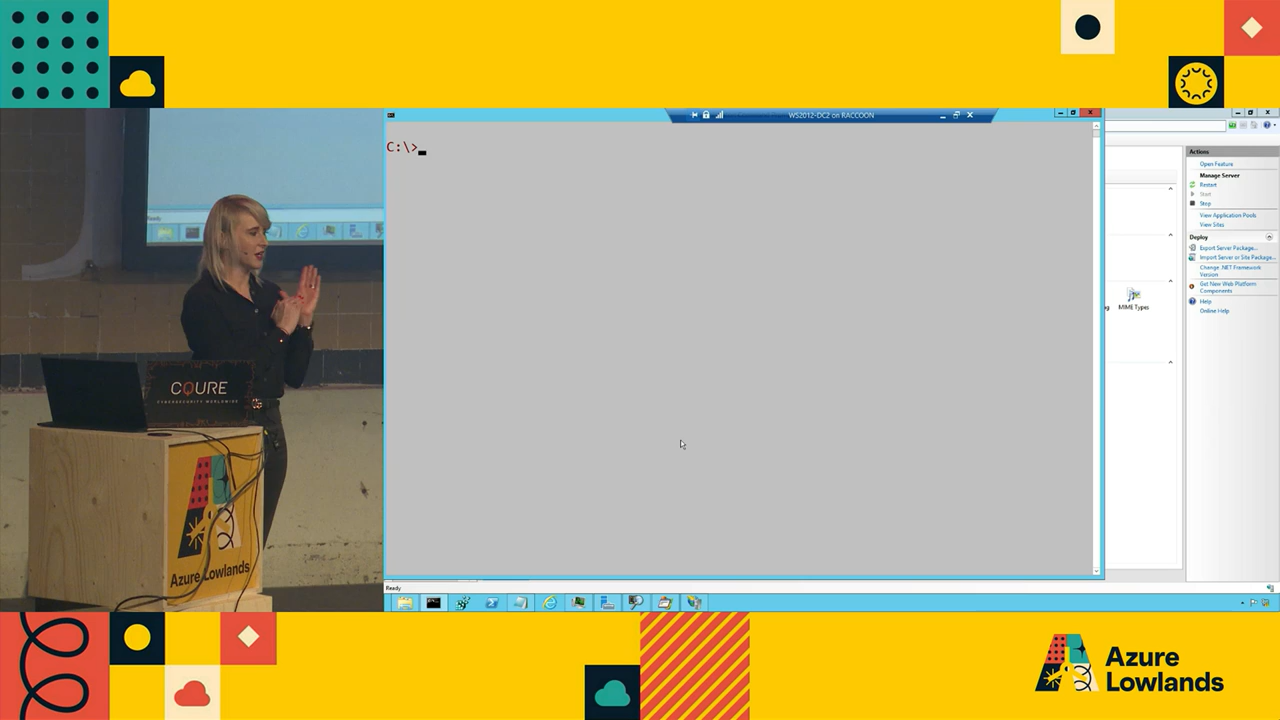 WS2012-DC2 on RACCOON
C:\>
Actions
Open Feature
Manage Server
Restart
Start
Stop
View Application Pools
View Sites
Deploy
Export Server Package...
Import Server or Site Package...
Change .NET Framework
Version
Get New Web Platform
Components
Help
Online Help
MIME Types
Ready
Ready
CQURE
CYBERSECURITY WORLDWIDE
Azure Lowlands
Azure
Lowlands